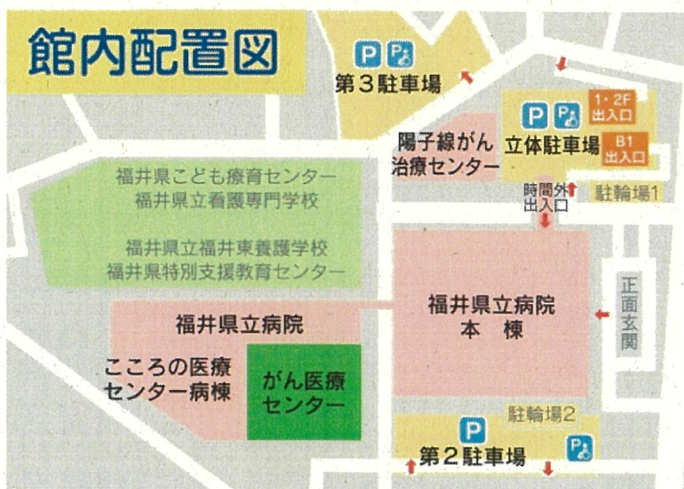 館内配置図
P P
第3駐車場
P P
1・2F
出入口
立体駐車場
B1
出入口
陽子線がん
治療センター
時間外
出入口
駐輪場1
福井県こども療育センター
福井県立看護専門学校
福井県立福井東養護学校
福井県特別支援教育センター
福井県立病院
本棟
正面玄関
福井県立病院
こころの医療
センター病棟
がん医療
センター
駐輪場2
P
第2駐車場
P